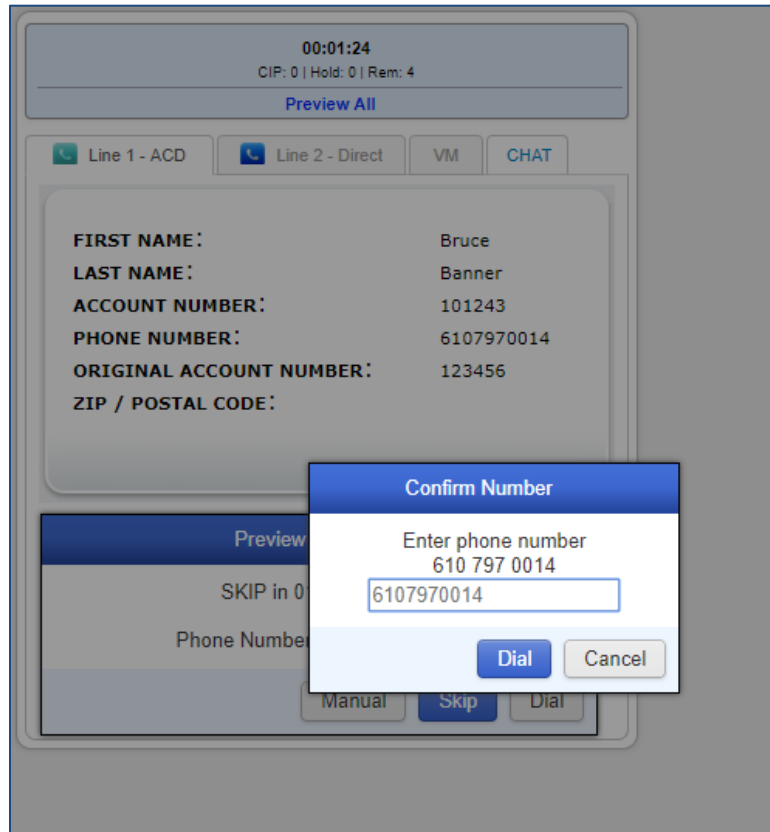 00:01:24
CIP: 0 | Hold: 0 | Rem: 4
Preview All
Line 1 - ACD Line 2 - Direct VM CHAT
FIRST NAME: Bruce
LAST NAME: Banner
ACCOUNT NUMBER: 101243
PHONE NUMBER: 6107970014
ORIGINAL ACCOUNT NUMBER: 123456
ZIP / POSTAL CODE:
Confirm Number
Enter phone number
610 797 0014
6107970014
Dial Cancel
Preview
SKIP in 0
Phone Number
Manual Skip Dial